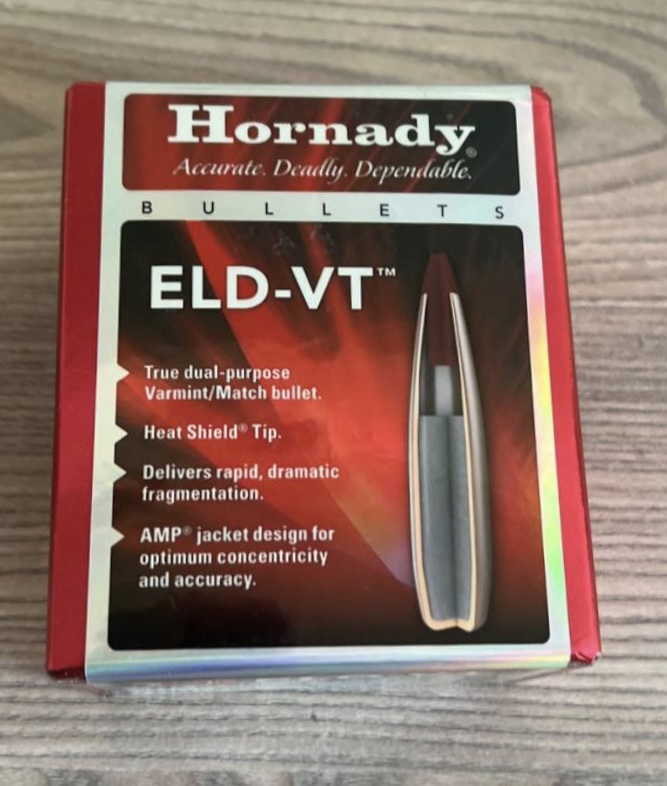 Hornady®
Accurate. Deadly. Dependable.
BULLETS
ELD-VT™
True dual-purpose
Varmint/Match bullet.
Heat Shield® Tip.
Delivers rapid, dramatic
fragmentation.
AMP® jacket design for
optimum concentricity
and accuracy.